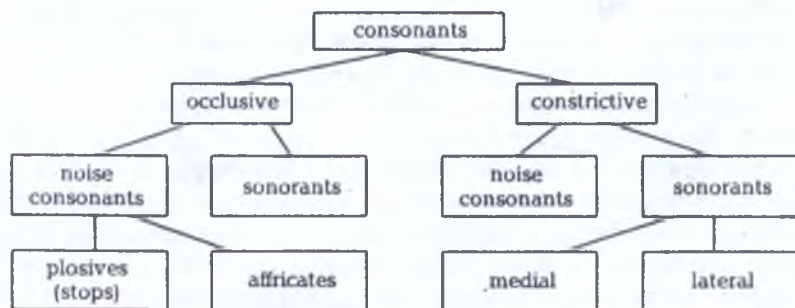 consonants
occlusive
constrictive
noise
consonants
sonorants
noise
consonants
sonorants
plosives
(stops)
affricates
medial
lateral